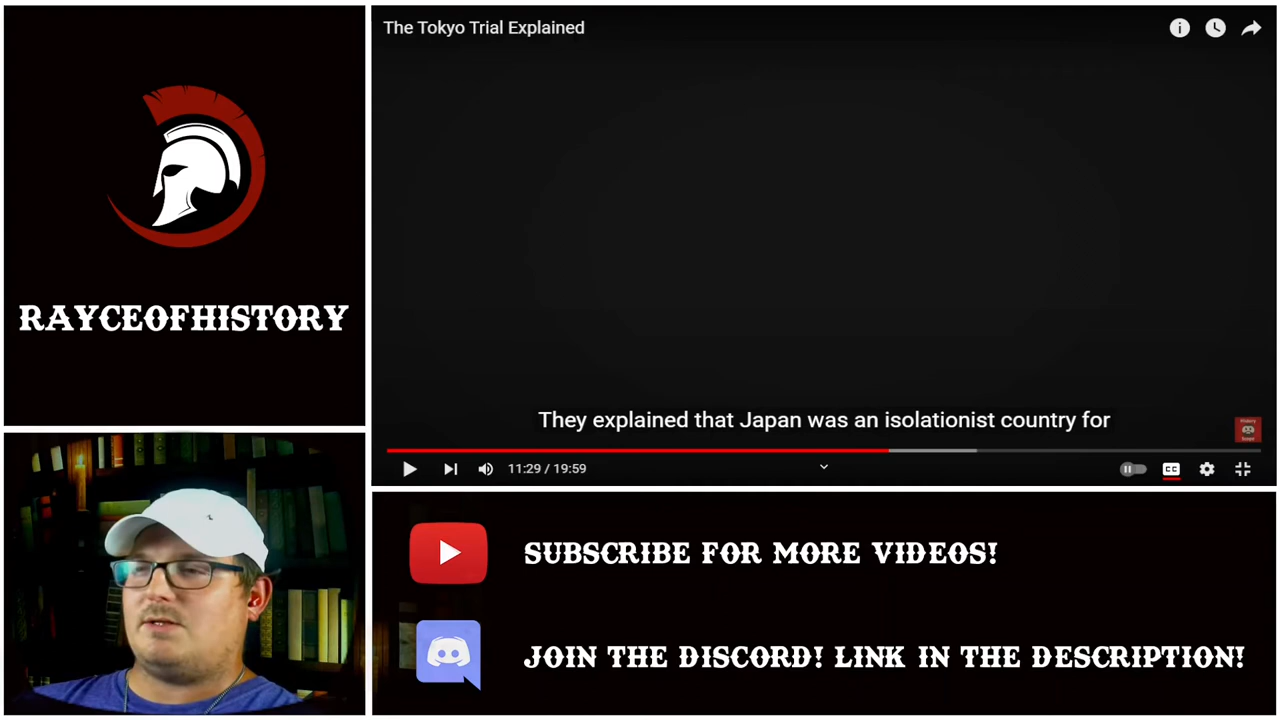 The Tokyo Trial Explained
RAYCEOFHISTORY
They explained that Japan was an isolationist country for
11:29 / 19:59
CC
SUBSCRIBE FOR MORE VIDEOS!
JOIN THE DISCORD! LINK IN THE DESCRIPTION!